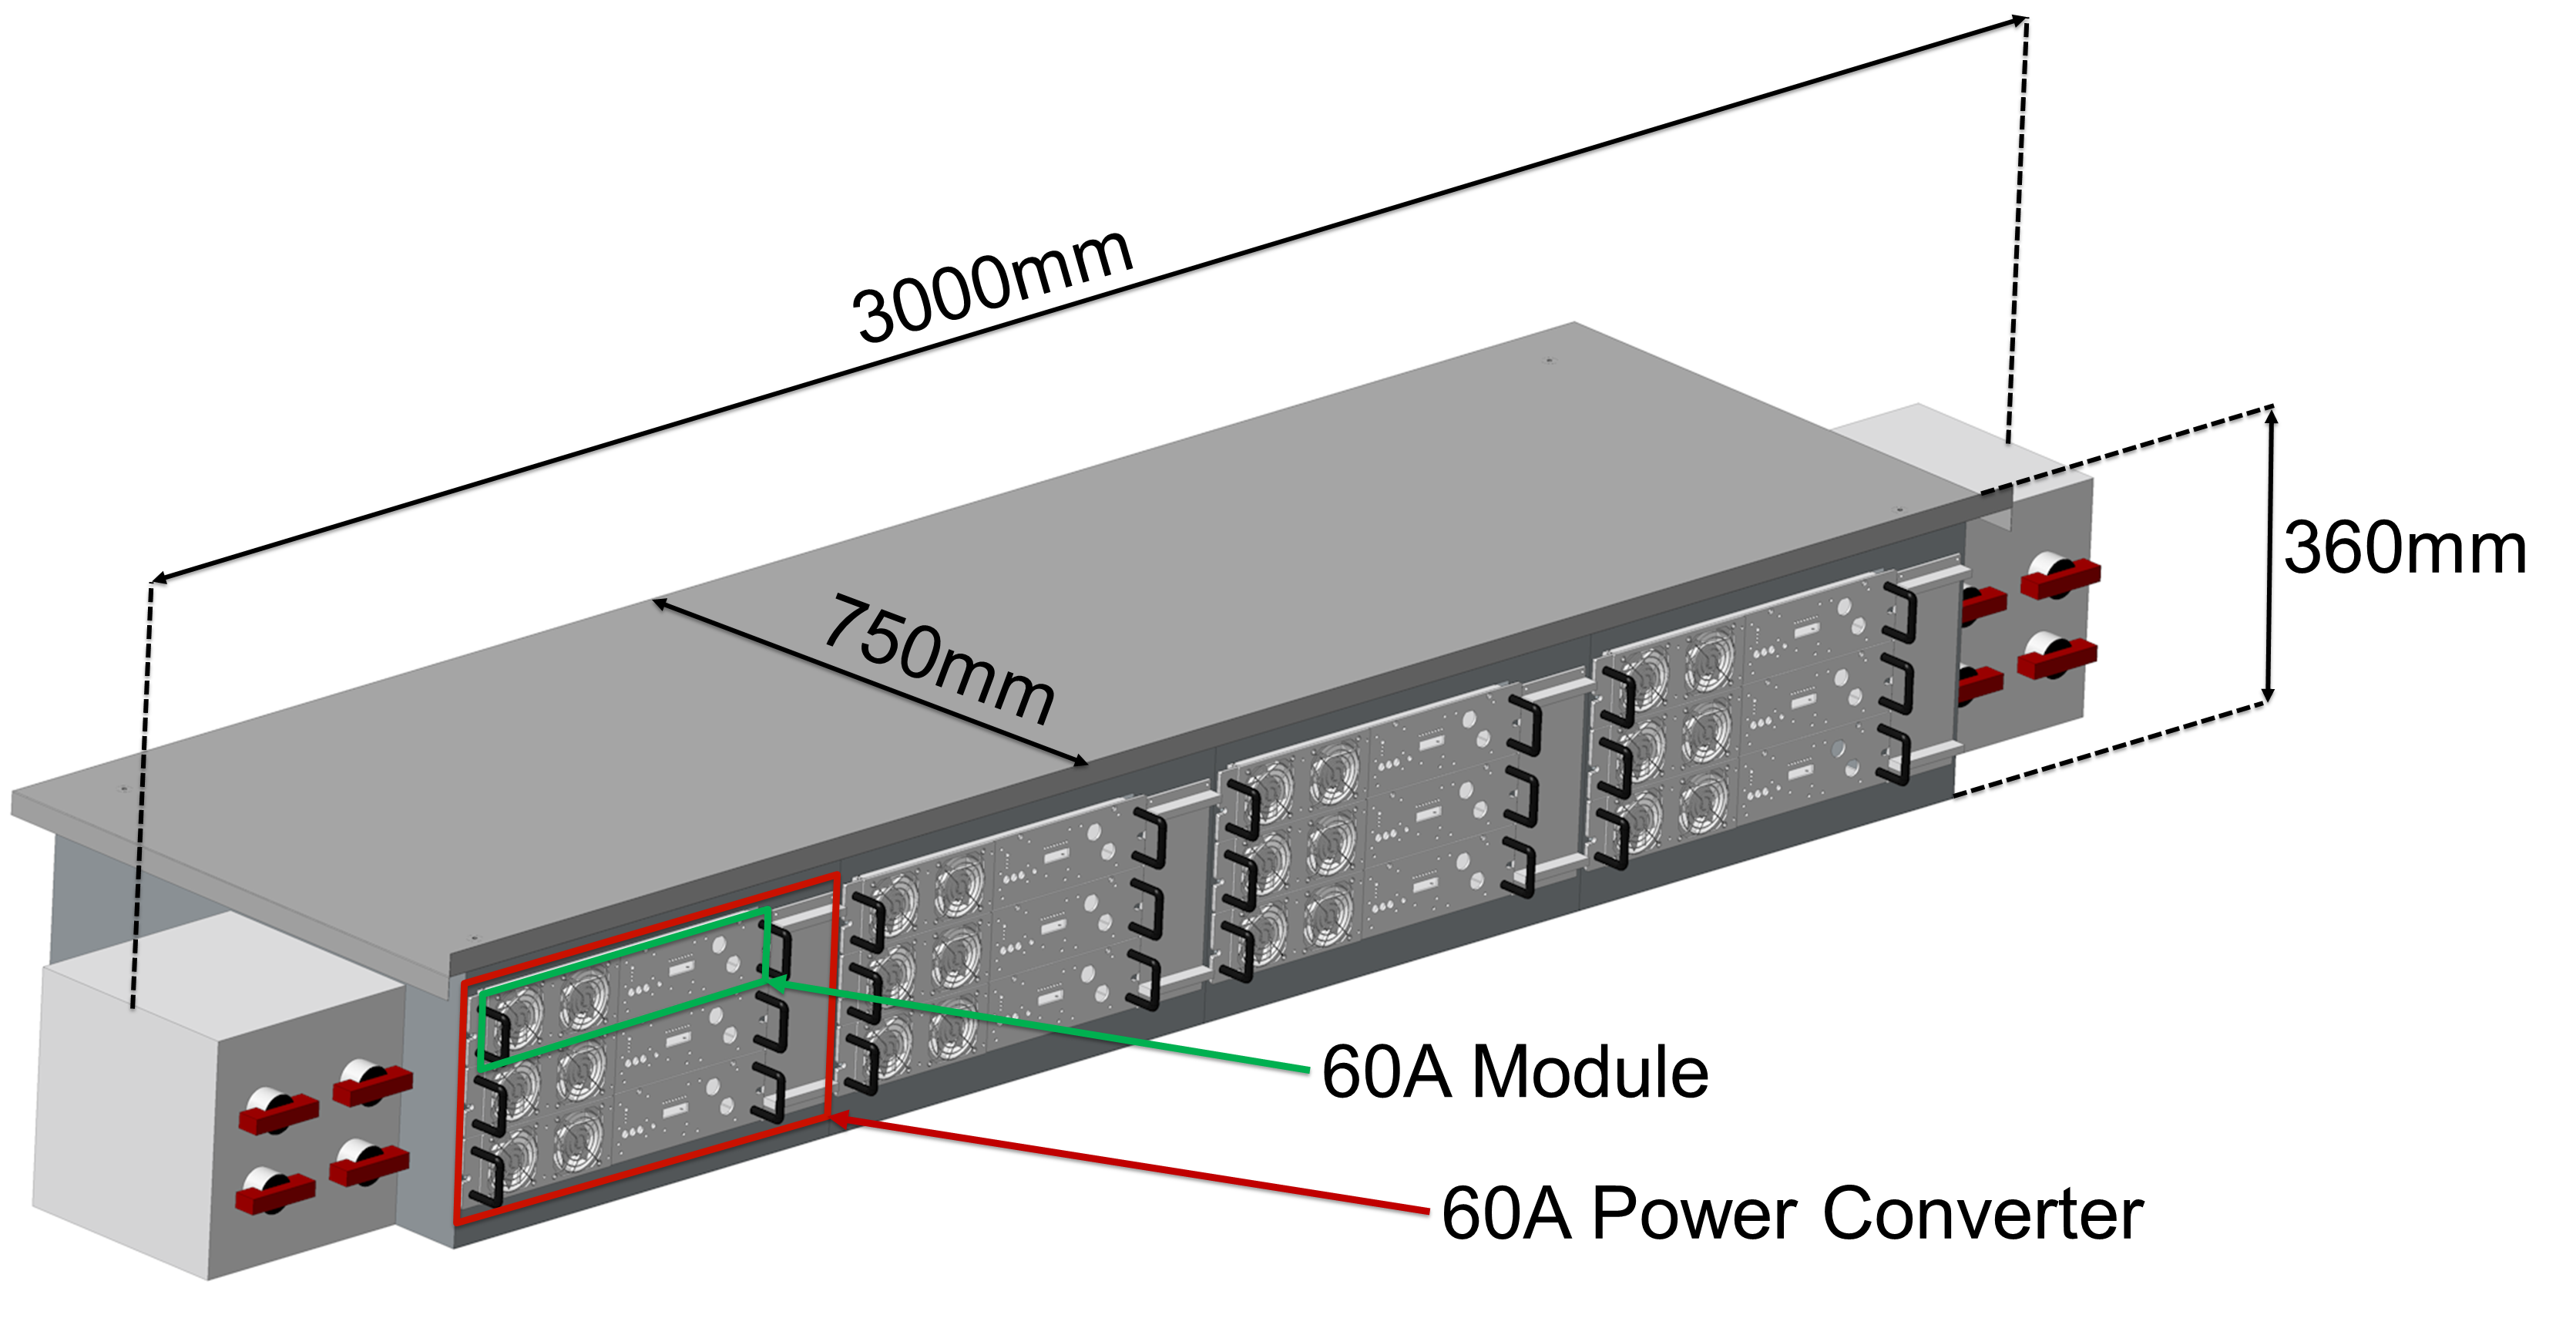 3000mm
750mm
360mm
60A Module
60A Power Converter